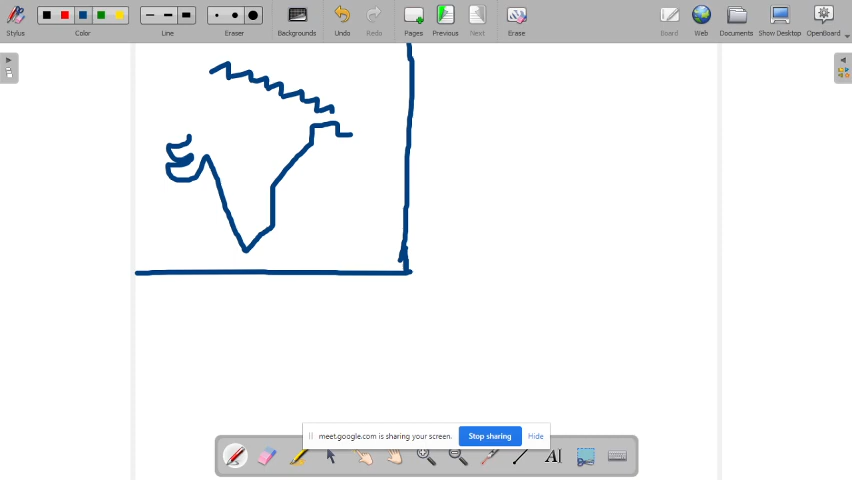 Stylus Color Line Eraser Backgrounds Undo Redo Pages Previous Next Erase Board Web Documents Show Desktop OpenBoard
meet.google.com is sharing your screen. Stop sharing Hide
A